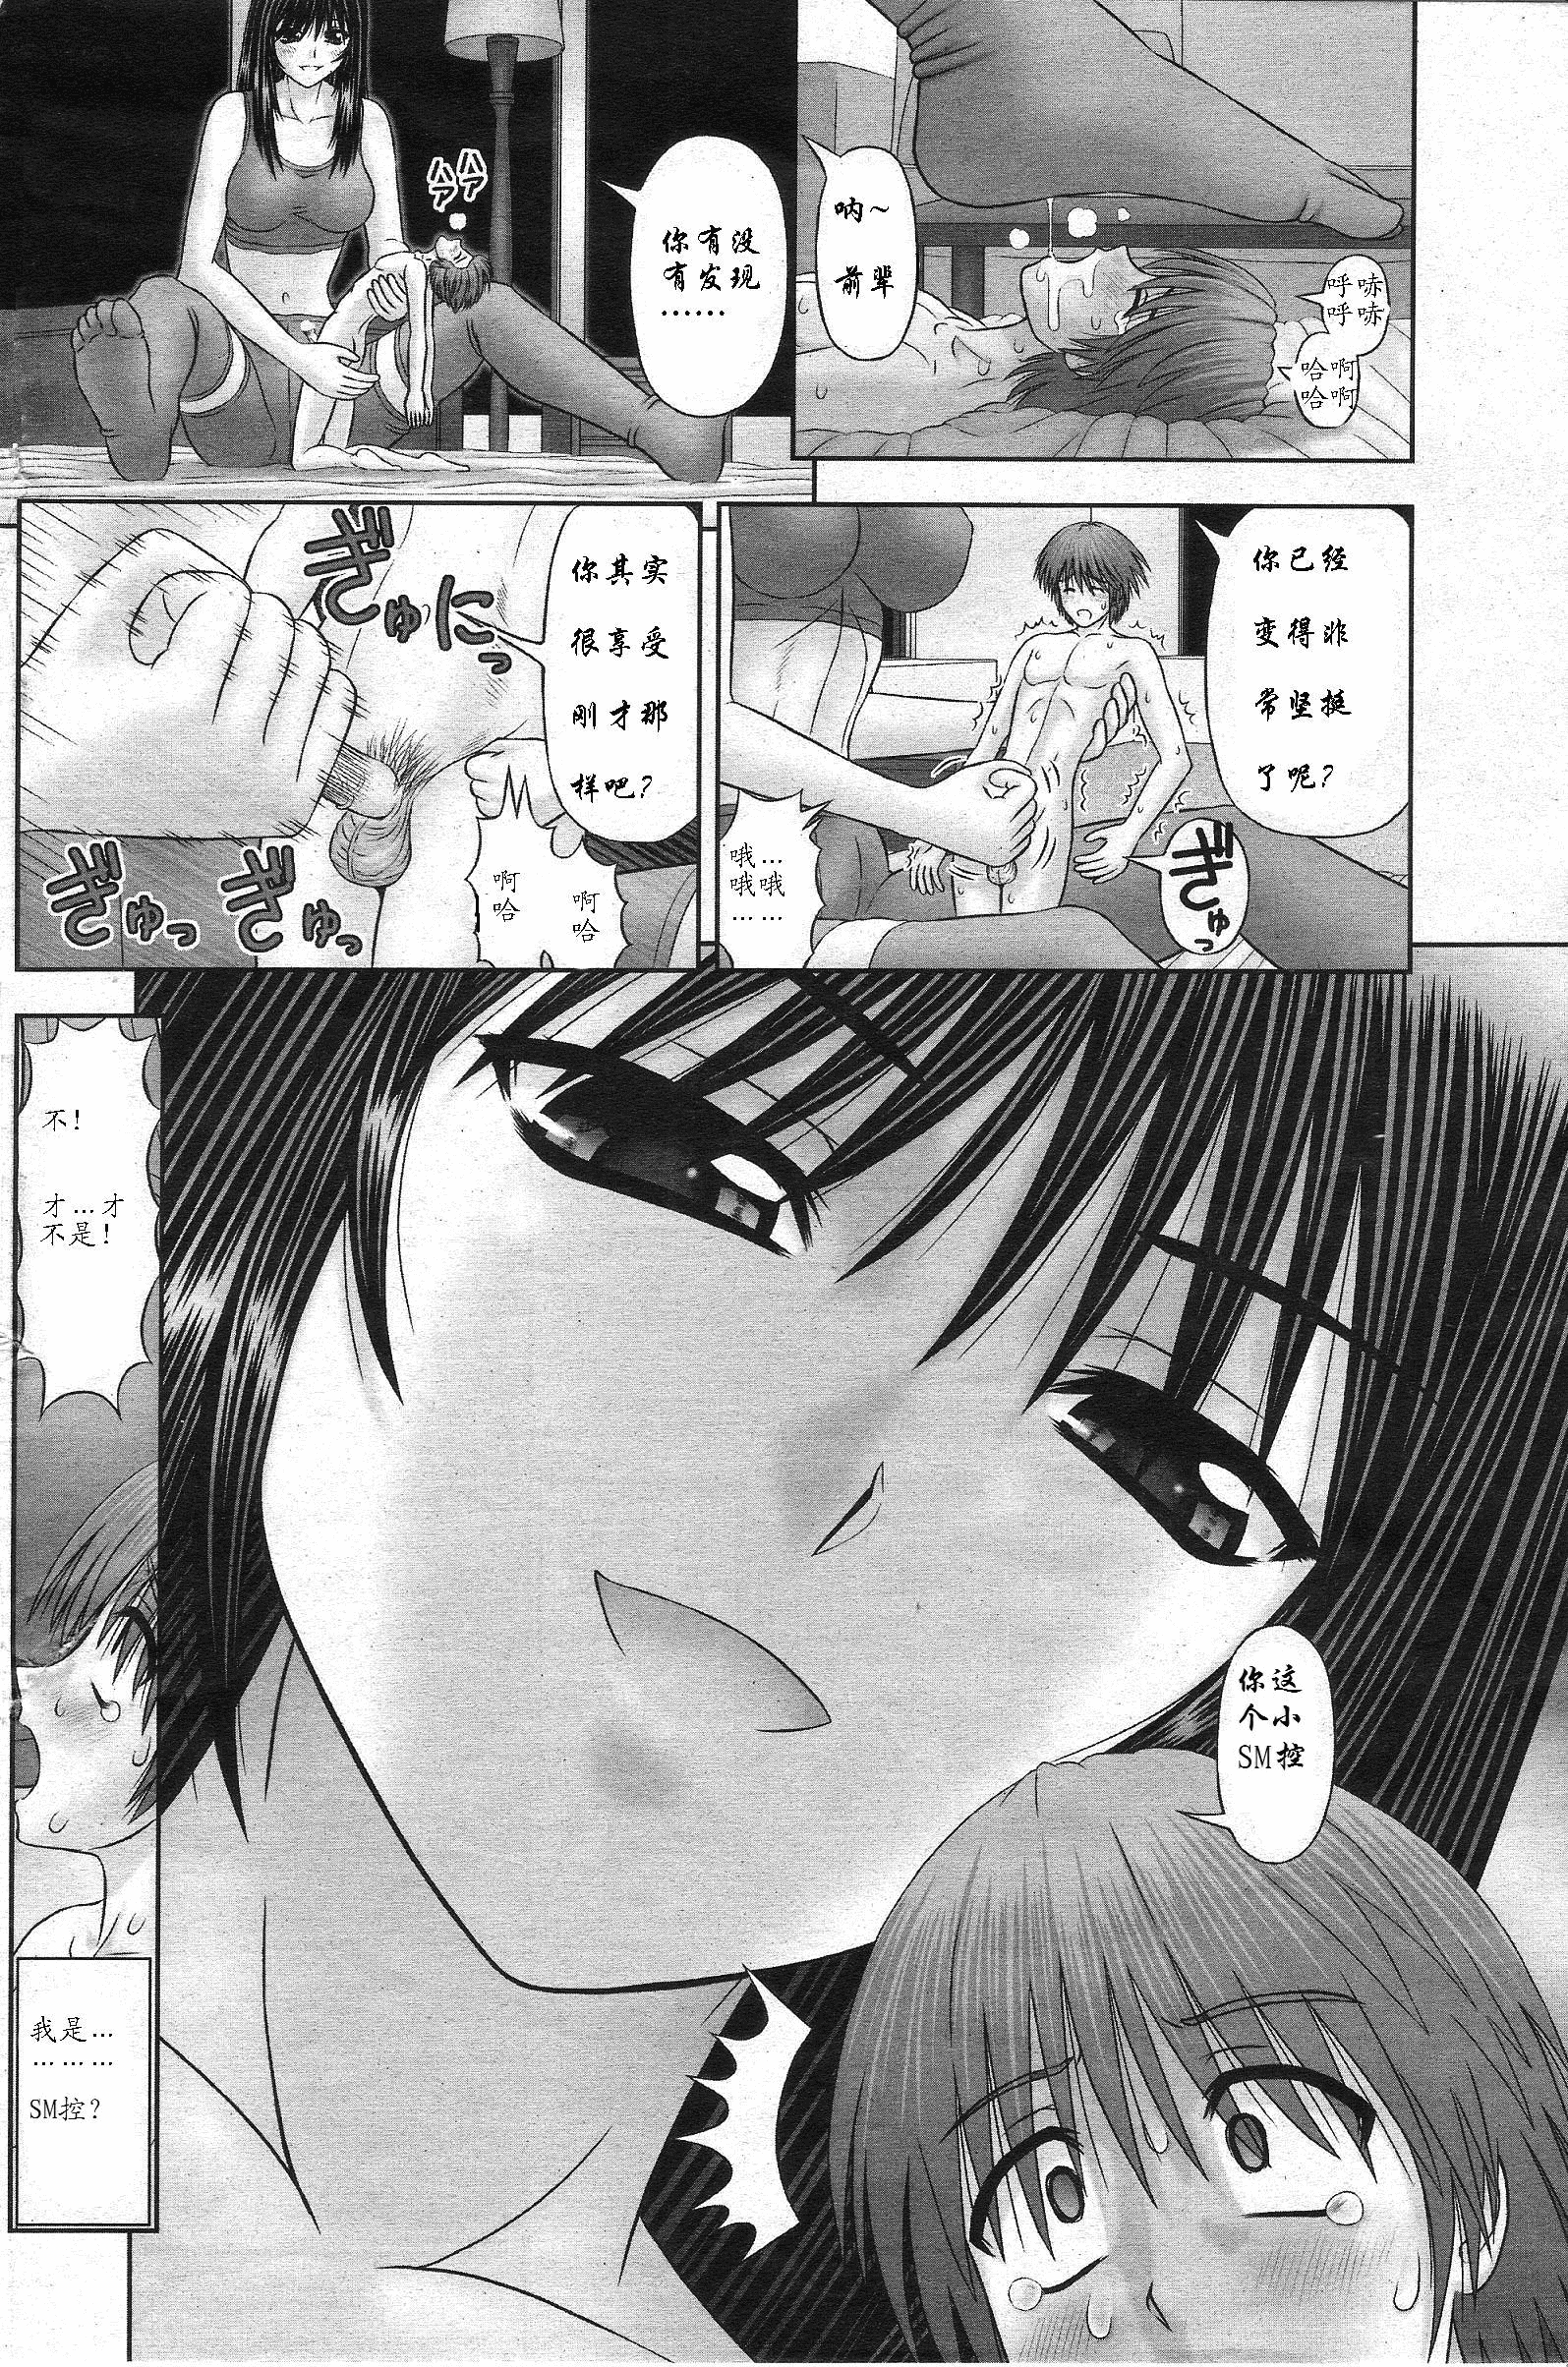 呐~
前辈
呼哧
呼哧
哈啊
哈啊
你有没
有发现
……
ハァ
ハァ
你已经
变得非
常坚挺
了呢?
ぎゅっ
哦…
哦哦
……
你其实
很享受
刚才那
样吧?
ぎゅにっ
ぎゅっ
ぎゅっ
啊
哈
啊
哈
你这
个小
SM控
不!
才…才
不是!
我是…
………
SM控?